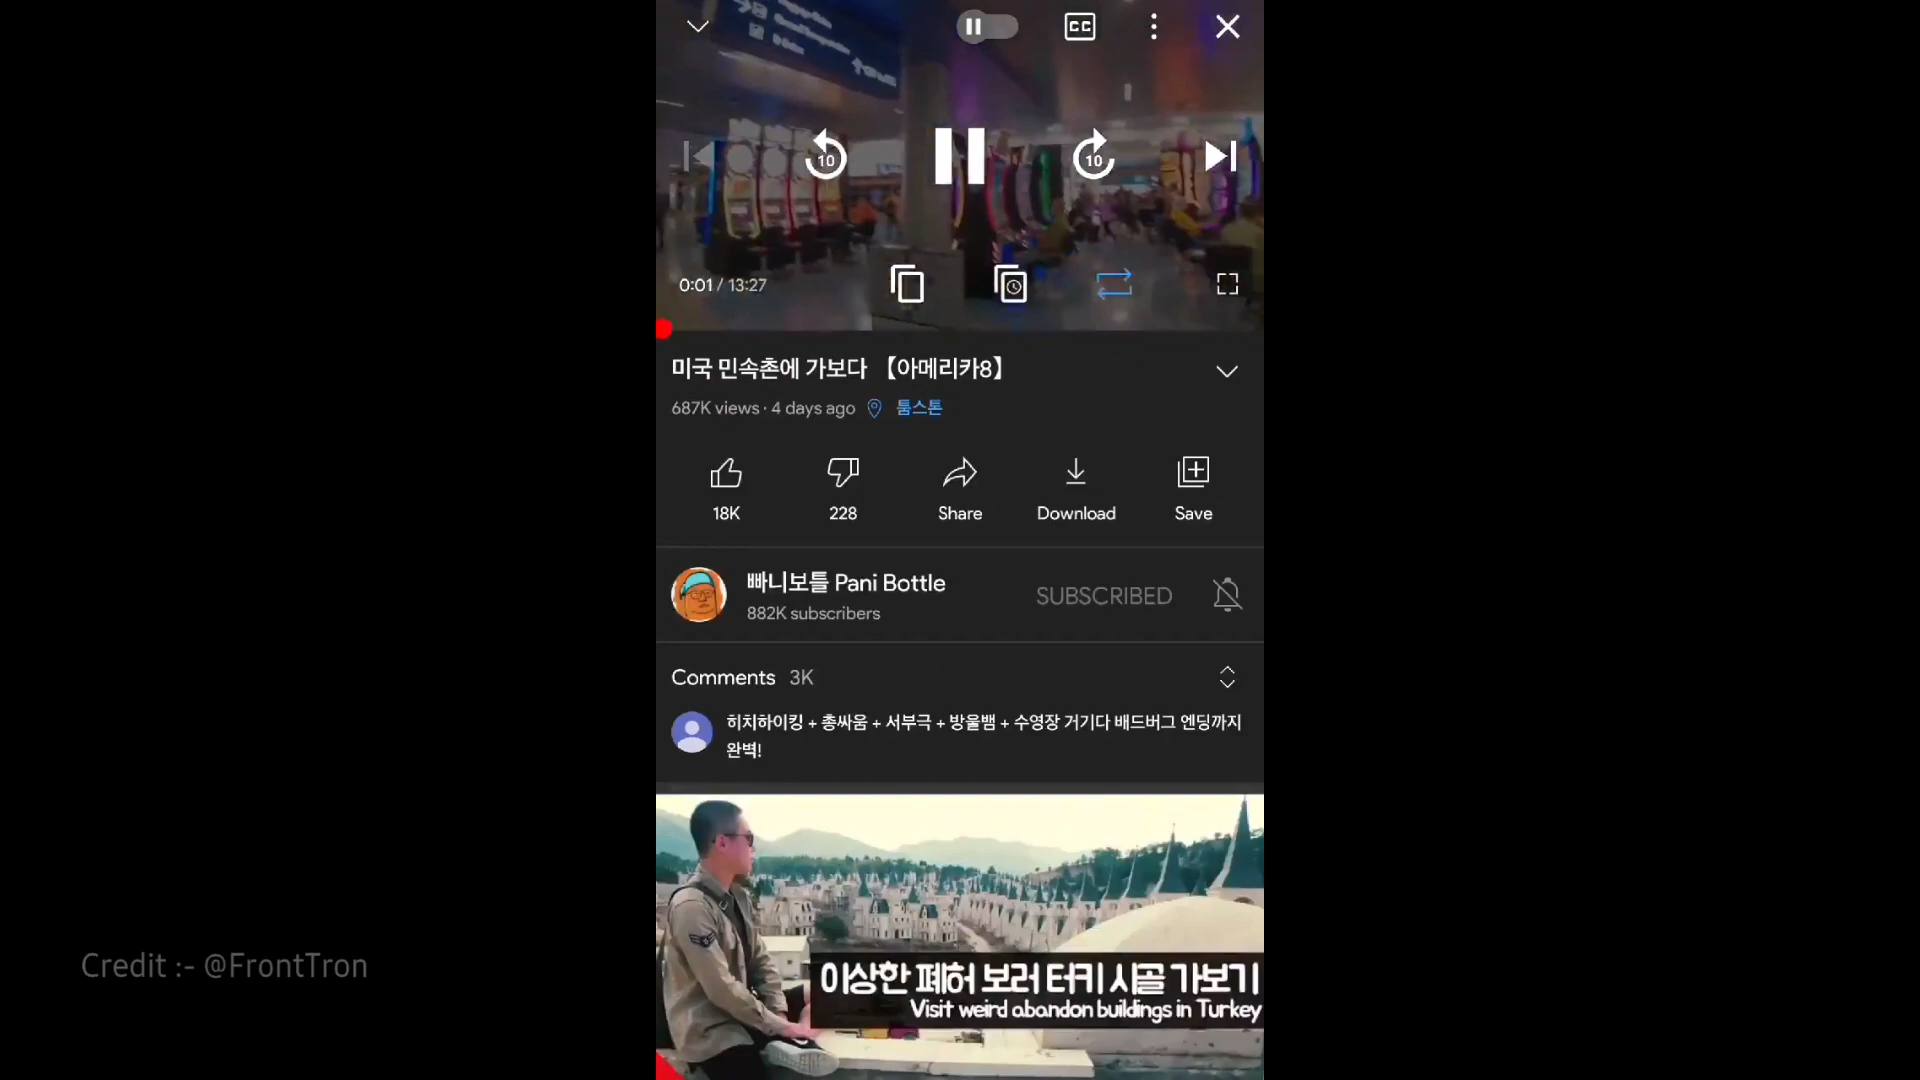 CC
10
10
0:01 / 13:27
미국 민속촌에 가보다 【아메리카8】
687K views · 4 days ago 툼스톤
18K
228
Share
Download
Save
빠니보틀 Pani Bottle
882K subscribers
SUBSCRIBED
Comments 3K
히치하이킹 + 총싸움 + 서부극 + 방울뱀 + 수영장 거기다 배드버그 엔딩까지
완벽!
이상한 폐허 보러 터키 시골 가보기
Visit weird abandon buildings in Turkey
Credit :- @FrontTron